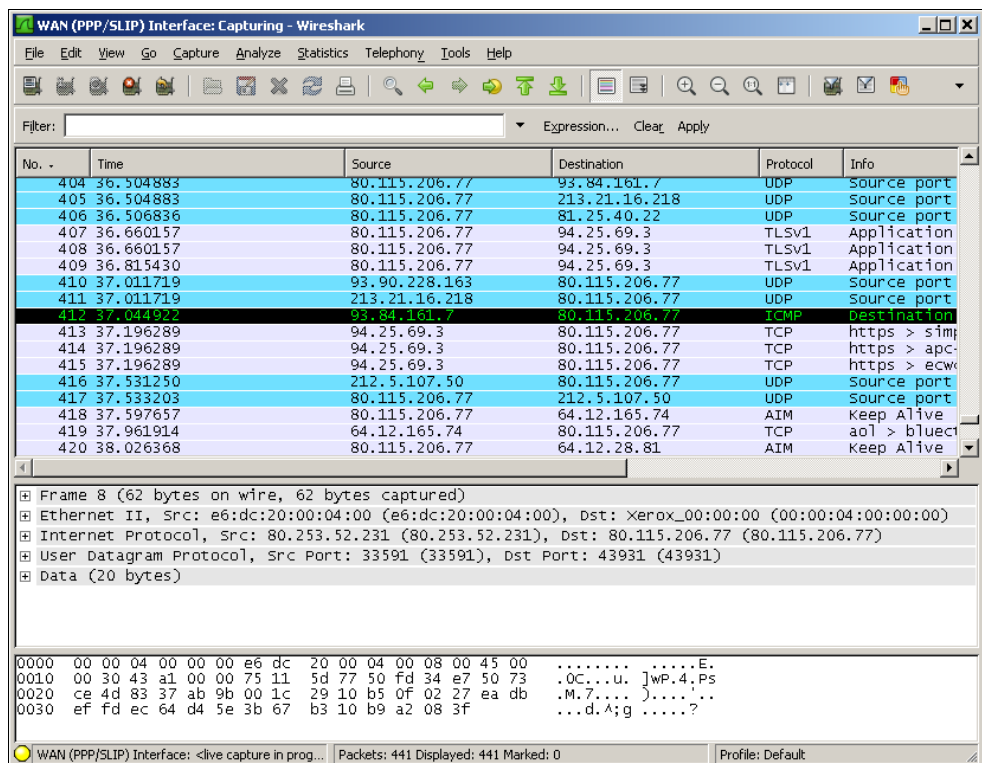 WAN (PPP/SLIP) Interface: Capturing - Wireshark
File Edit View Go Capture Analyze Statistics Telephony Tools Help
Filter: Expression... Clear Apply
No. - Time Source Destination Protocol Info
404 36.504883 80.115.206.77 93.84.161.7 UDP Source port
405 36.504883 80.115.206.77 213.21.16.218 UDP Source port
406 36.506836 80.115.206.77 81.25.40.22 UDP Source port
407 36.660157 80.115.206.77 94.25.69.3 TLSv1 Application
408 36.660157 80.115.206.77 94.25.69.3 TLSv1 Application
409 36.815430 80.115.206.77 94.25.69.3 TLSv1 Application
410 37.011719 93.90.228.163 80.115.206.77 UDP Source port
411 37.011719 213.21.16.218 80.115.206.77 UDP Source port
412 37.044922 93.84.161.7 80.115.206.77 ICMP Destination
413 37.196289 94.25.69.3 80.115.206.77 TCP https > simp
414 37.196289 94.25.69.3 80.115.206.77 TCP https > apc-
415 37.196289 94.25.69.3 80.115.206.77 TCP https > ecw
416 37.531250 212.5.107.50 80.115.206.77 UDP Source port
417 37.533203 80.115.206.77 212.5.107.50 UDP Source port
418 37.597657 80.115.206.77 64.12.165.74 AIM Keep Alive
419 37.961914 64.12.165.74 80.115.206.77 TCP aol > bluect
420 38.026368 80.115.206.77 64.12.28.81 AIM Keep Alive
Frame 8 (62 bytes on wire, 62 bytes captured)
Ethernet II, Src: e6:dc:20:00:04:00 (e6:dc:20:00:04:00), Dst: Xerox_00:00:00 (00:00:04:00:00:00)
Internet Protocol, Src: 80.253.52.231 (80.253.52.231), Dst: 80.115.206.77 (80.115.206.77)
User Datagram Protocol, Src Port: 33591 (33591), Dst Port: 43931 (43931)
Data (20 bytes)
0000 00 00 04 00 00 00 e6 dc 20 00 04 00 08 00 45 00 ........ .....E.
0010 00 30 43 a1 00 00 75 11 5d 77 50 fd 34 e7 50 73 .0C...u. ]wP.4.Ps
0020 ce 4d 83 37 ab 9b 00 1c 29 10 b5 0f 02 27 ea db .M.7.... )....'..
0030 ef fd ec 64 d4 5e 3b 67 b3 10 b9 a2 08 3f ...d.^;g .....?
WAN (PPP/SLIP) Interface: <live capture in prog... Packets: 441 Displayed: 441 Marked: 0 Profile: Default